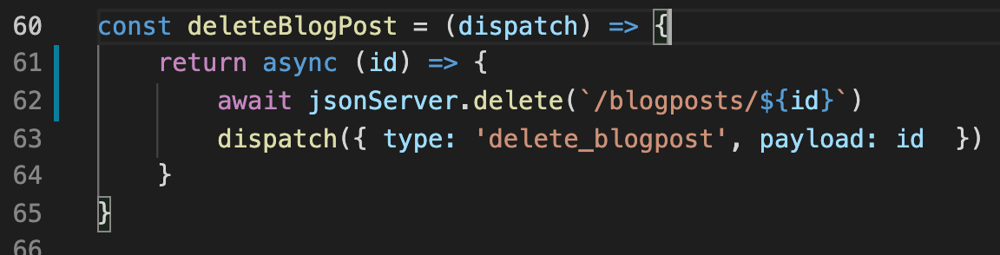 60 const deleteBlogPost = (dispatch) => {
61     return async (id) => {
62         await jsonServer.delete(`/blogposts/${id}`)
63         dispatch({ type: 'delete_blogpost', payload: id  })
64     }
65 }
66